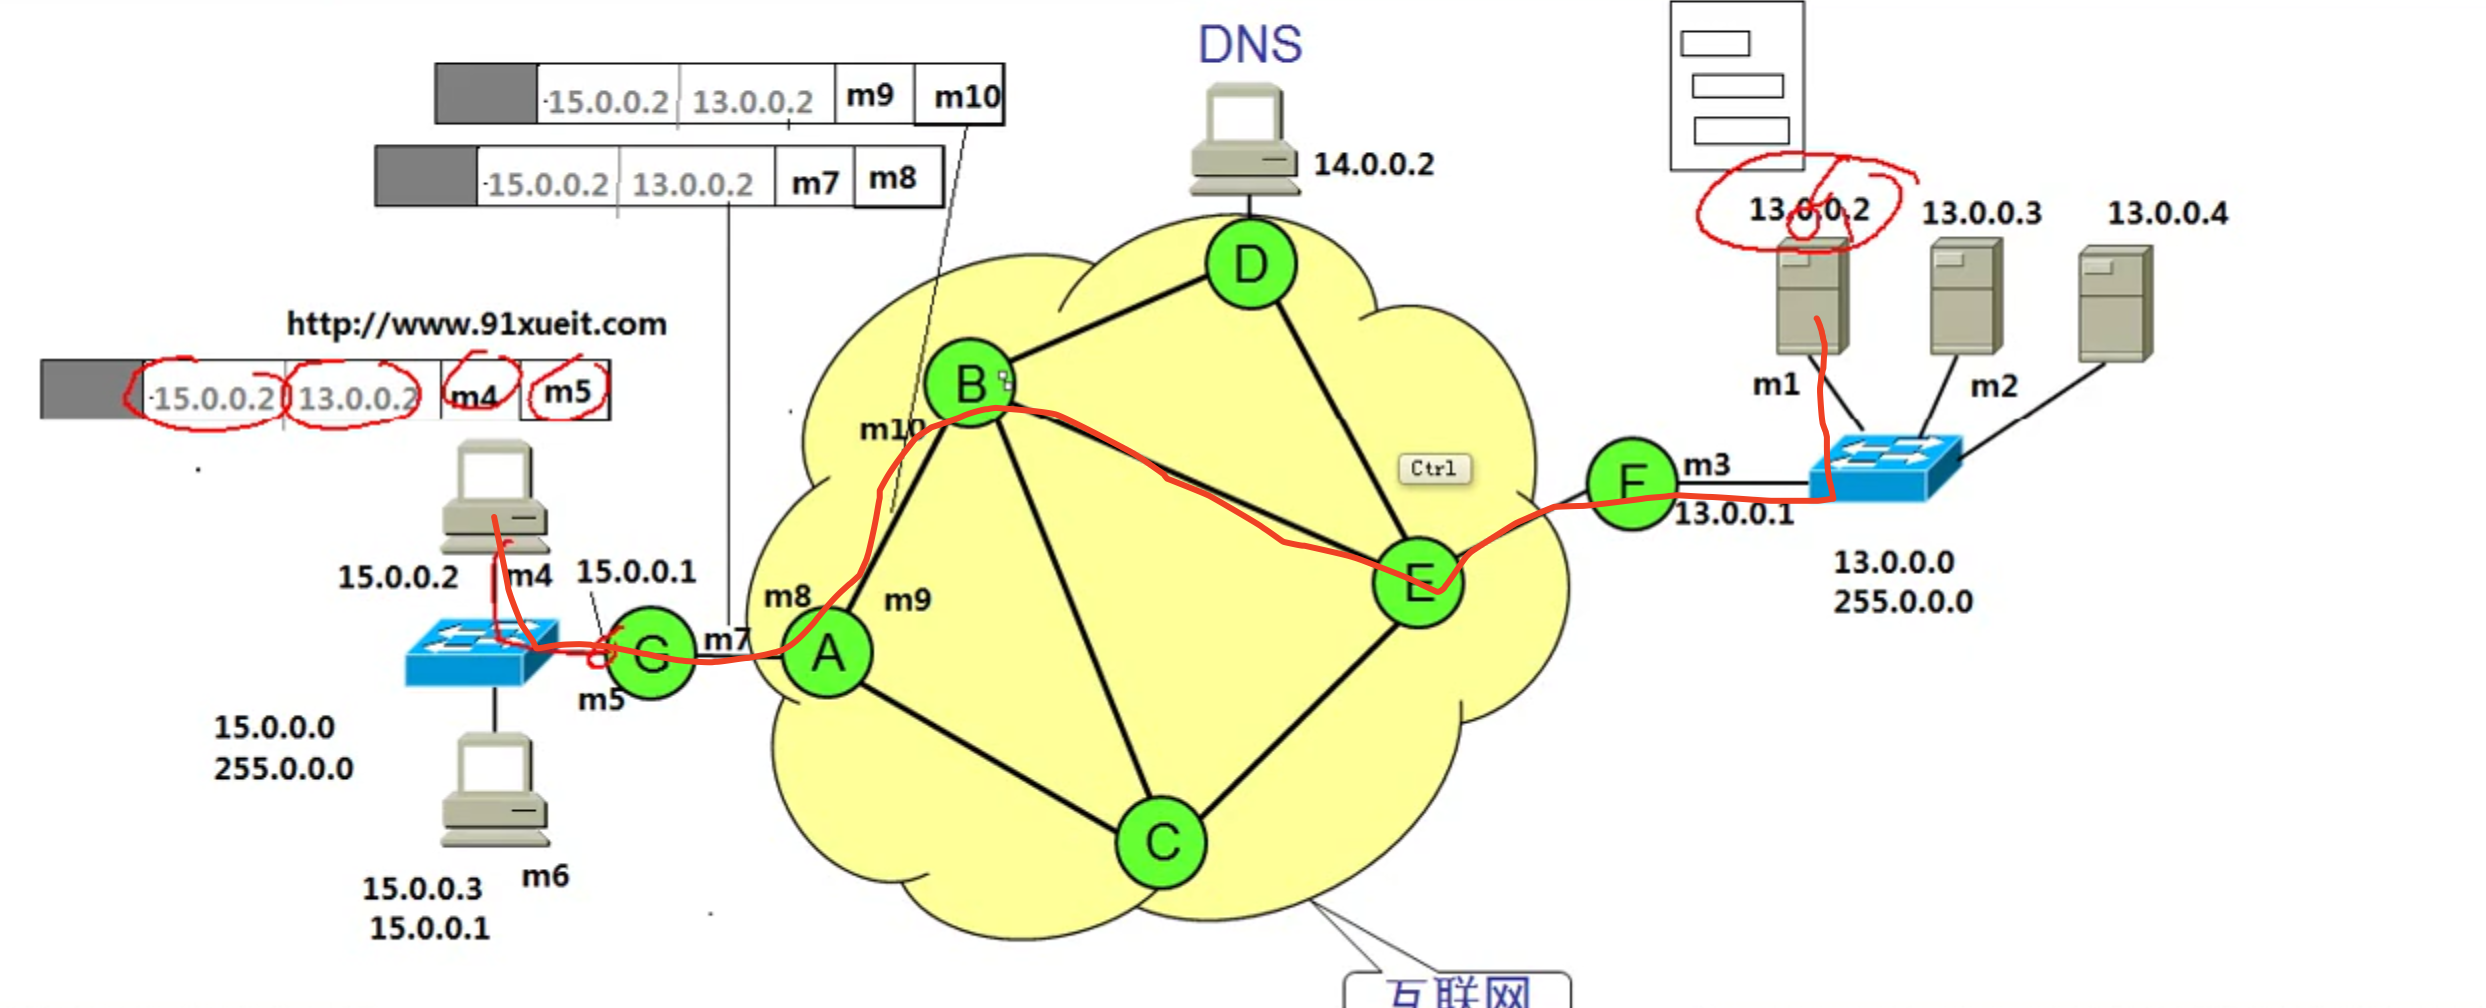 DNS
-15.0.0.2 13.0.0.2 m9 m10
-15.0.0.2 13.0.0.2 m7 m8
14.0.0.2
13.0.0.2 13.0.0.3 13.0.0.4
http://www.91xueit.com
-15.0.0.2 13.0.0.2 m4 m5
D
B
m10
m1 m2
Ctrl
F m3
13.0.0.1
13.0.0.0
255.0.0.0
E
15.0.0.2 m4 15.0.0.1
m8 m9
G m7 A
m5
15.0.0.0
255.0.0.0
C
15.0.0.3 m6
15.0.0.1
互联网